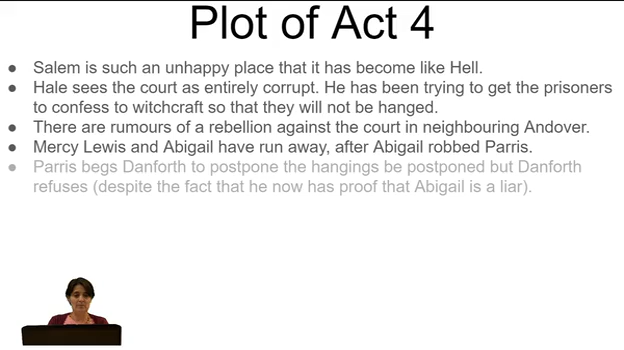 Plot of Act 4
● Salem is such an unhappy place that it has become like Hell.
● Hale sees the court as entirely corrupt. He has been trying to get the prisoners
to confess to witchcraft so that they will not be hanged.
● There are rumours of a rebellion against the court in neighbouring Andover.
● Mercy Lewis and Abigail have run away, after Abigail robbed Parris.
● Parris begs Danforth to postpone the hangings be postponed but Danforth
refuses (despite the fact that he now has proof that Abigail is a liar).